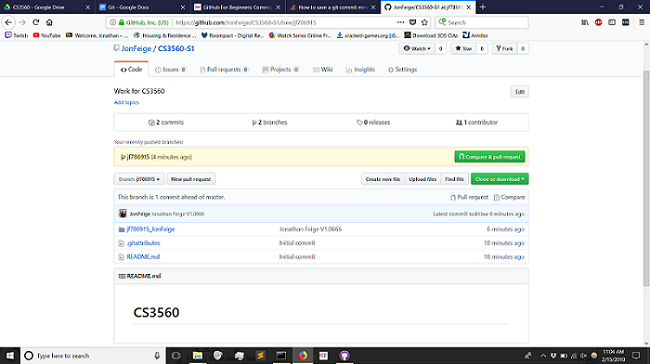 CS3560 - Google Drive
Git - Google Docs
GitHub For Beginners: Commi
How to save a git commit me
JonFeige/CS3560-S1 at jf786915
GitHub, Inc. (US)
https://github.com/JonFeige/CS3560-S1/tree/jf786915
Search
Twitch
YouTube
Welcome, Jonathan –
Housing & Residence
Roompact
Watch Series Online
cracked-games.org
Download 3DS CIAs
Amiibo
JonFeige / CS3560-S1
Watch 0
Star 0
Fork 0
Code
Issues 0
Pull requests 0
Projects 0
Wiki
Insights
Settings
Work for CS3560
Edit
Add topics
2 commits
2 branches
0 releases
1 contributor
Your recently pushed branches:
jf786915 (4 minutes ago)
Compare & pull request
Branch: jf786915
New pull request
Create new file
Upload files
Find file
Clone or download
This branch is 1 commit ahead of master.
Pull request
Compare
JonFeige Jonathan Feige V1.0666
Latest commit
6 minutes ago
jf786915_JonFeige
Jonathan Feige V1.0666
6 minutes ago
.gitattributes
Initial commit
18 minutes ago
README.md
Initial commit
18 minutes ago
README.md
CS3560
Type here to search
11:04 AM
2/15/2010